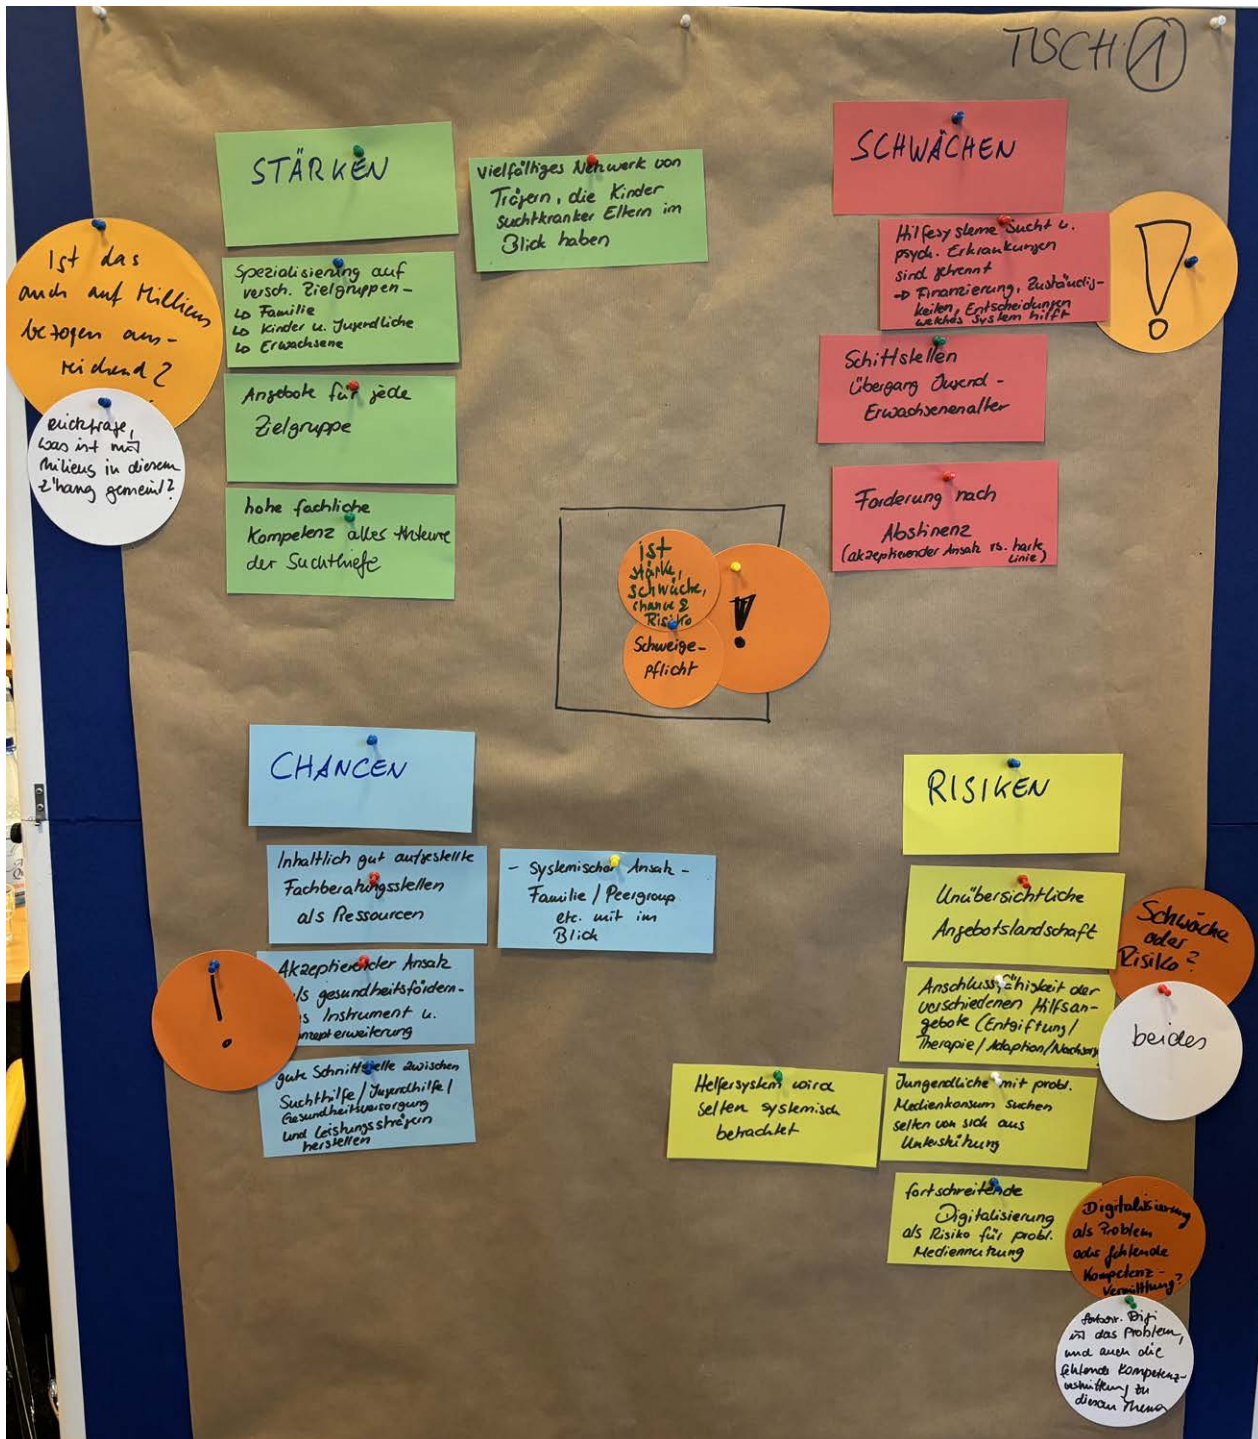 TISCH 1
STÄRKEN
vielfältiges Netzwerk von
Trägern, die Kinder
suchtkranker Eltern im
Blick haben
Spezialisierung auf
versch. Zielgruppen -
↳ Familie
↳ Kinder u. Jugendliche
↳ Erwachsene
Angebote für jede
Zielgruppe
hohe fachliche
Kompetenz aller Akteure
der Suchthilfe
Ist das
auch auf Milieus
bezogen aus-
reichend?
Rückfrage,
was ist mit
Milieus in diesem
Z'hang gemeint?
SCHWÄCHEN
Hilfesysteme Sucht u.
psych. Erkrankungen
sind getrennt
→ Finanzierung, Zuständig-
keiten, Entscheidungen
welches System hilft
!
Schittstellen
Übergang Jugend -
Erwachsenenalter
Forderung nach
Abstinenz
(akzeptierender Ansatz vs. harte
Linie)
ist
stärke,
schwäche,
chance &
Risiko
Schweige-
pflicht
!
CHANCEN
Inhaltlich gut aufgestellte
Fachberatungsstellen
als Ressourcen
- Systemischer Ansatz -
Familie / Peergroup
etc. mit im
Blick
Akzeptierender Ansatz
als gesundheitsfördern-
s Instrument u.
nzepterweiterung
!
gute Schnittstelle zwischen
Suchthilfe / Jugendhilfe /
Gesundheitsversorgung
und Leistungsträgern
herstellen
RISIKEN
Unübersichtliche
Angebotslandschaft
Schwäche
oder
Risiko?
beides
Anschlussfähigkeit der
verschiedenen Hilfsan-
gebote (Entgiftung/
Therapie/Adaption/Nachsorg
Helfersystem wird
selten systemisch
betrachtet
Jungendliche mit probl.
Medienkonsum suchen
selten von sich aus
Unterstützung
fortschreitende
Digitalisierung
als Risiko für probl.
Mediennutzung
Digitalisierung
als Problem
oder fehlende
Kompetenz-
vermittlung?
Digi
ist das Problem,
und auch die
fehlende Kompetenz-
vermittlung zu
diesem Thema